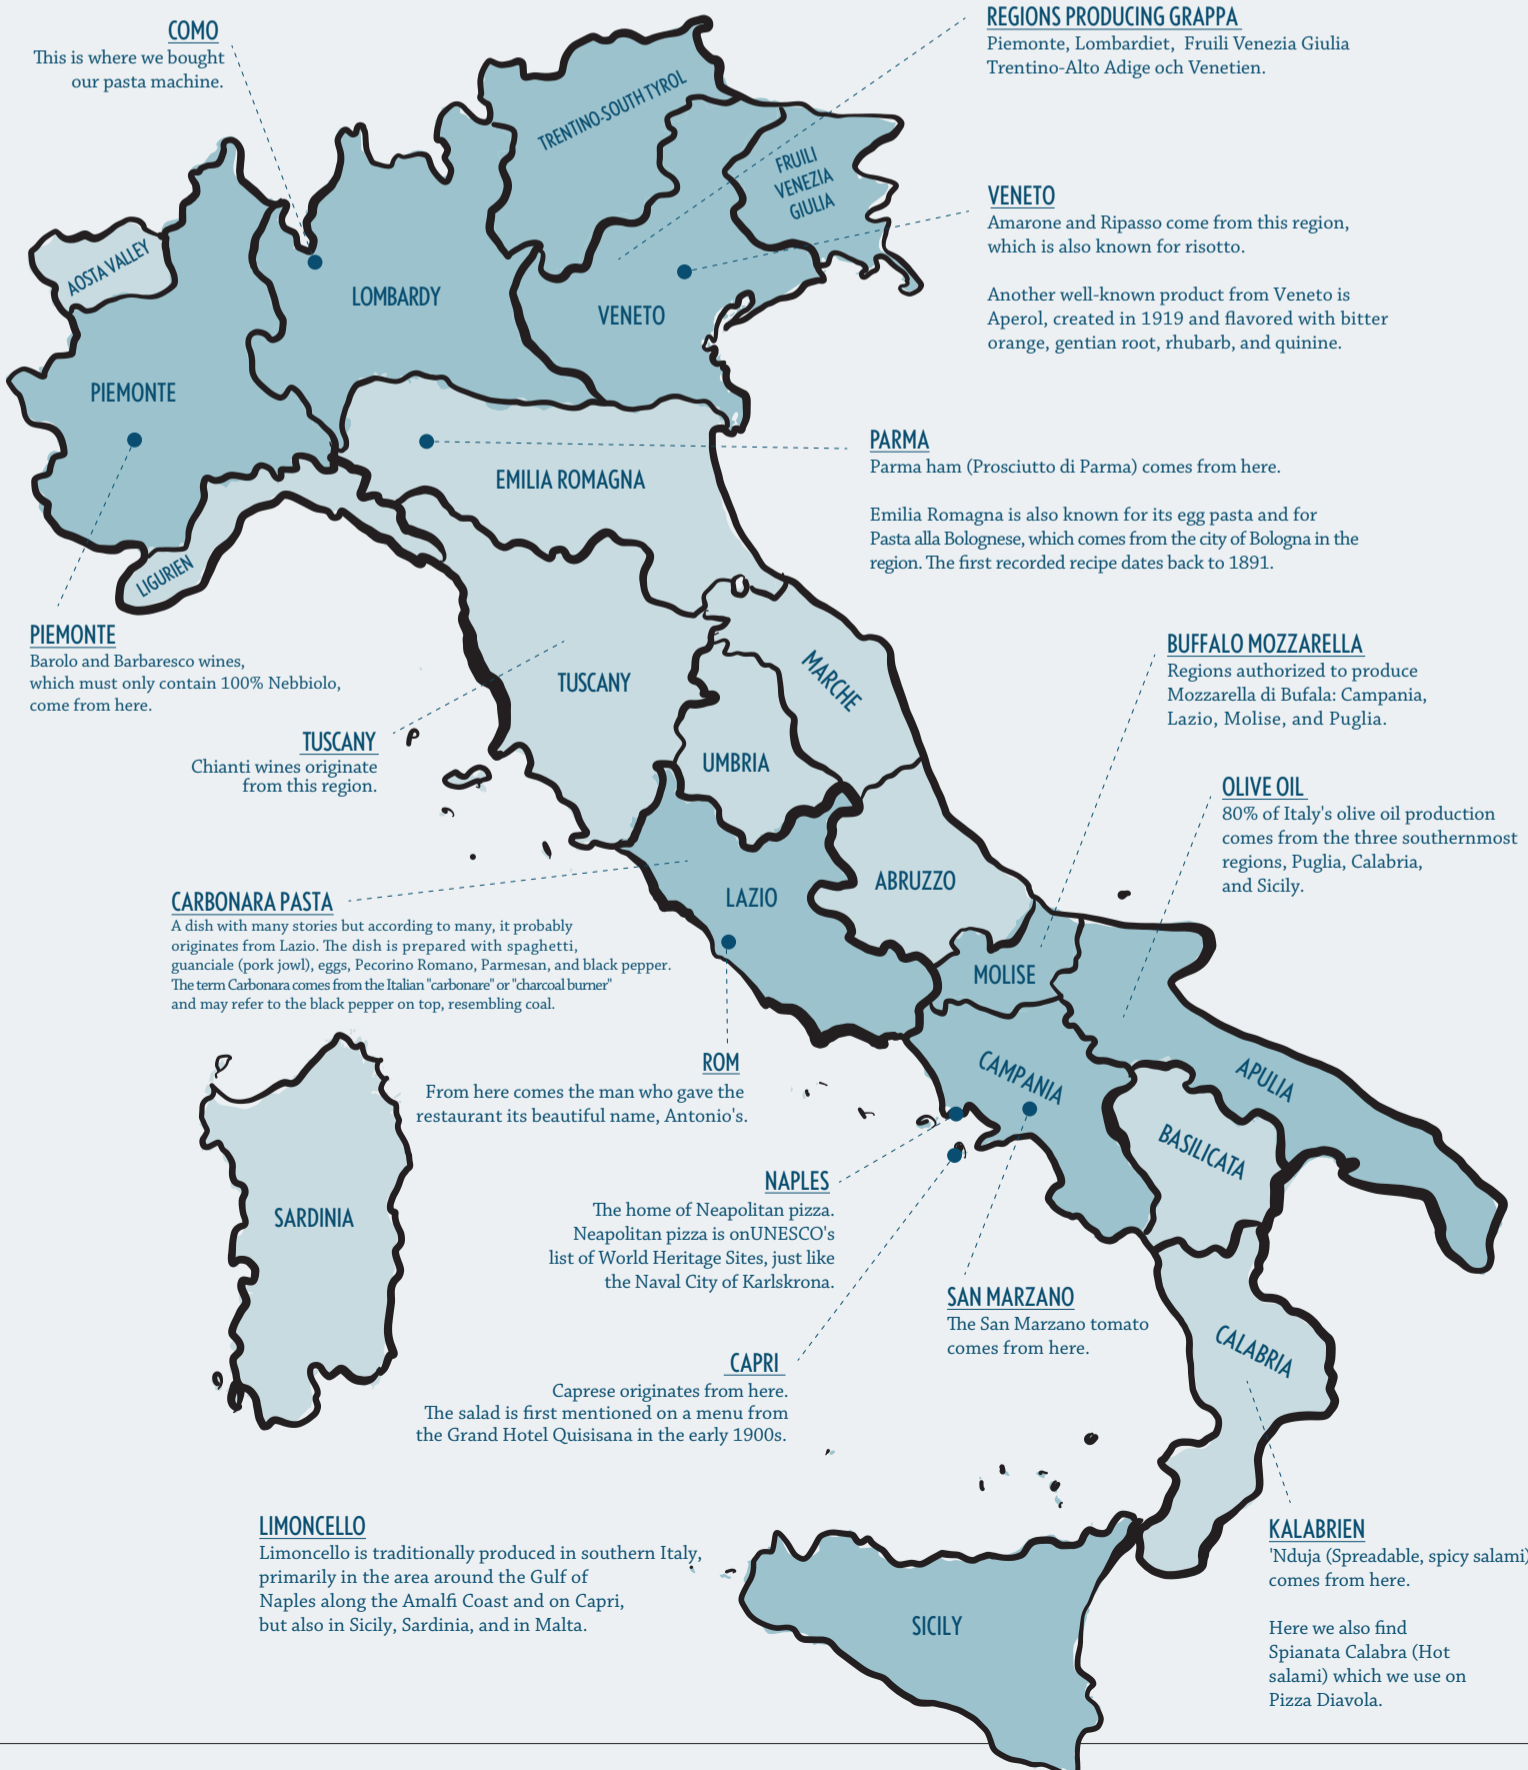 COMO
This is where we bought
our pasta machine.
REGIONS PRODUCING GRAPPA
Piemonte, Lombardiet, Fruili Venezia Giulia
Trentino-Alto Adige och Venetien.
TRENTINO-SOUTH TYROL
FRUILI
VENEZIA
GIULIA
VENETO
Amarone and Ripasso come from this region,
which is also known for risotto.
Another well-known product from Veneto is
Aperol, created in 1919 and flavored with bitter
orange, gentian root, rhubarb, and quinine.
AOSTA VALLEY
LOMBARDY
VENETO
PIEMONTE
EMILIA ROMAGNA
PARMA
Parma ham (Prosciutto di Parma) comes from here.
Emilia Romagna is also known for its egg pasta and for
Pasta alla Bolognese, which comes from the city of Bologna in the
region. The first recorded recipe dates back to 1891.
LIGURIEN
PIEMONTE
Barolo and Barbaresco wines,
which must only contain 100% Nebbiolo,
come from here.
TUSCANY
MARCHE
UMBRIA
BUFFALO MOZZARELLA
Regions authorized to produce
Mozzarella di Bufala: Campania,
Lazio, Molise, and Puglia.
TUSCANY
Chianti wines originate
from this region.
OLIVE OIL
80% of Italy's olive oil production
comes from the three southernmost
regions, Puglia, Calabria,
and Sicily.
LAZIO
ABRUZZO
CARBONARA PASTA
A dish with many stories but according to many, it probably
originates from Lazio. The dish is prepared with spaghetti,
guanciale (pork jowl), eggs, Pecorino Romano, Parmesan, and black pepper.
The term Carbonara comes from the Italian "carbonare" or "charcoal burner"
and may refer to the black pepper on top, resembling coal.
MOLISE
CAMPANIA
APULIA
BASILICATA
ROM
From here comes the man who gave the
restaurant its beautiful name, Antonio's.
SARDINIA
NAPLES
The home of Neapolitan pizza.
Neapolitan pizza is onUNESCO's
list of World Heritage Sites, just like
the Naval City of Karlskrona.
SAN MARZANO
The San Marzano tomato
comes from here.
CALABRIA
CAPRI
Caprese originates from here.
The salad is first mentioned on a menu from
the Grand Hotel Quisisana in the early 1900s.
LIMONCELLO
Limoncello is traditionally produced in southern Italy,
primarily in the area around the Gulf of
Naples along the Amalfi Coast and on Capri,
but also in Sicily, Sardinia, and in Malta.
SICILY
KALABRIEN
'Nduja (Spreadable, spicy salami)
comes from here.
Here we also find
Spianata Calabra (Hot
salami) which we use on
Pizza Diavola.